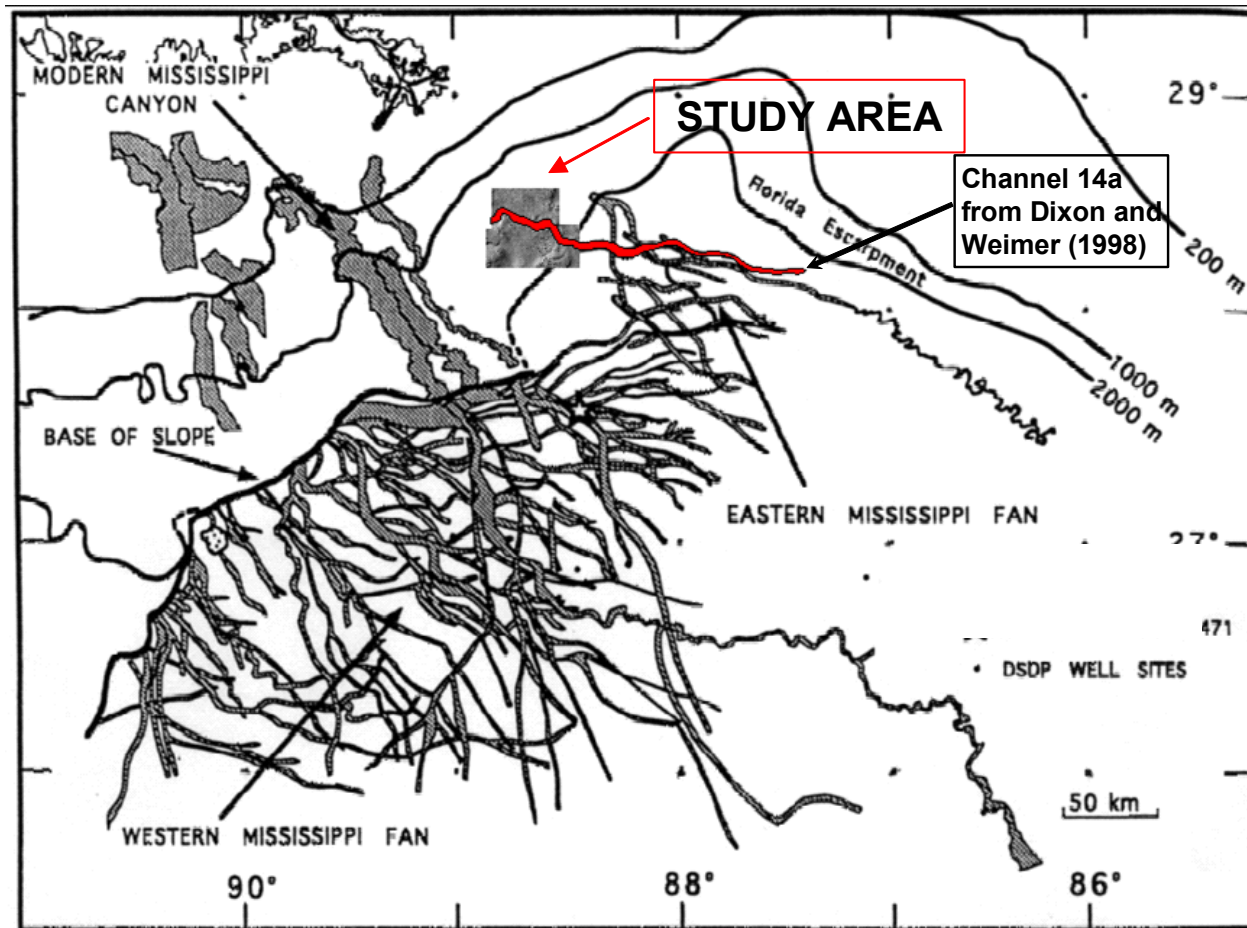 MODERN MISSISSIPPI
CANYON
STUDY AREA
29°
Channel 14a
from Dixon and
Weimer (1998)
Florida Escarpment
200 m
1000 m
2000 m
BASE OF SLOPE
EASTERN MISSISSIPPI FAN
27°
471
DSDP WELL SITES
50 km
WESTERN MISSISSIPPI FAN
90°
88°
86°